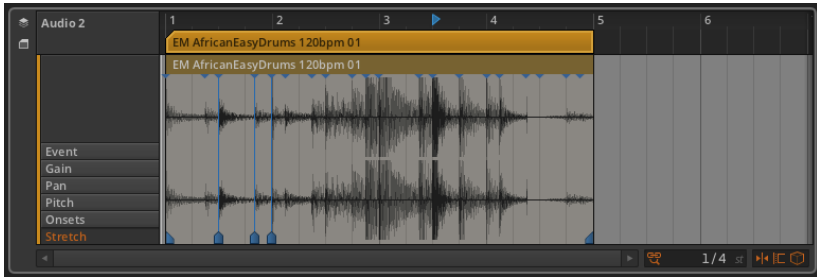 Audio 2
1 2 3 4 5 6
EM AfricanEasyDrums 120bpm 01
EM AfricanEasyDrums 120bpm 01
Event
Gain
Pan
Pitch
Onsets
Stretch
1/4 st